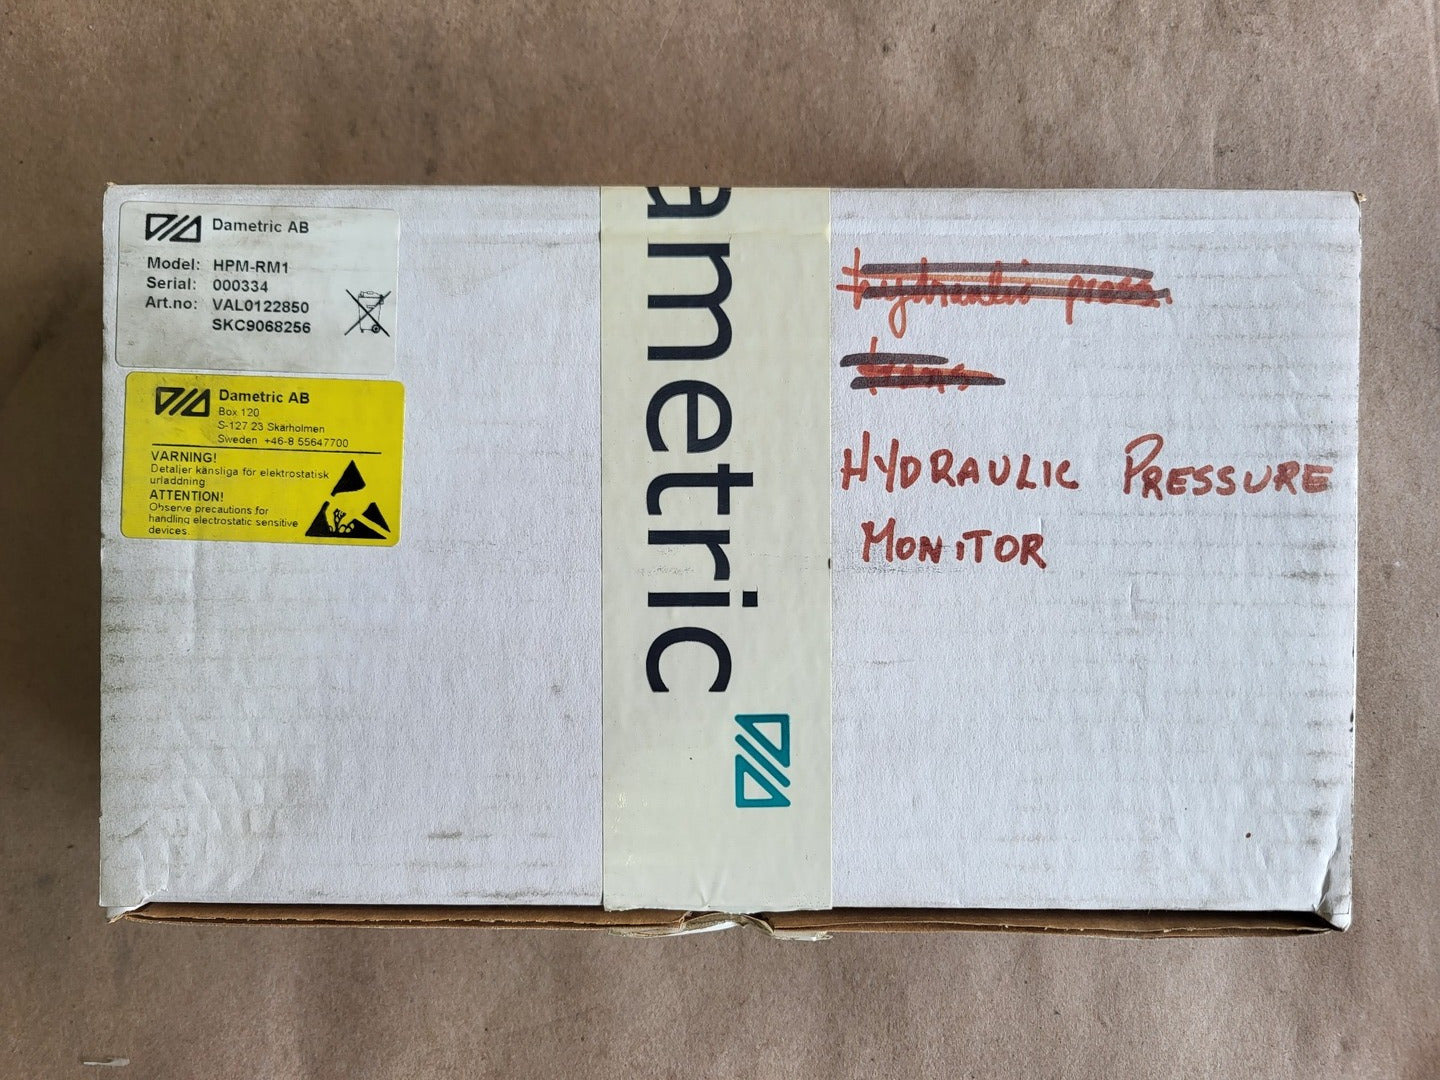 Dametric AB
Model: HPM-RM1
Serial: 000334
Art.no: VAL0122850
SKC9068256
Dametric AB
Box 120
S-127 23 Skärholmen
Sweden +46-8 55647700
VARNING!
Detaljer känsliga för elektrostatisk
urladdning
ATTENTION!
Observe precautions for
handling electrostatic sensitive
devices.
ametric
HYDRAULIC PRESSURE
MONITOR